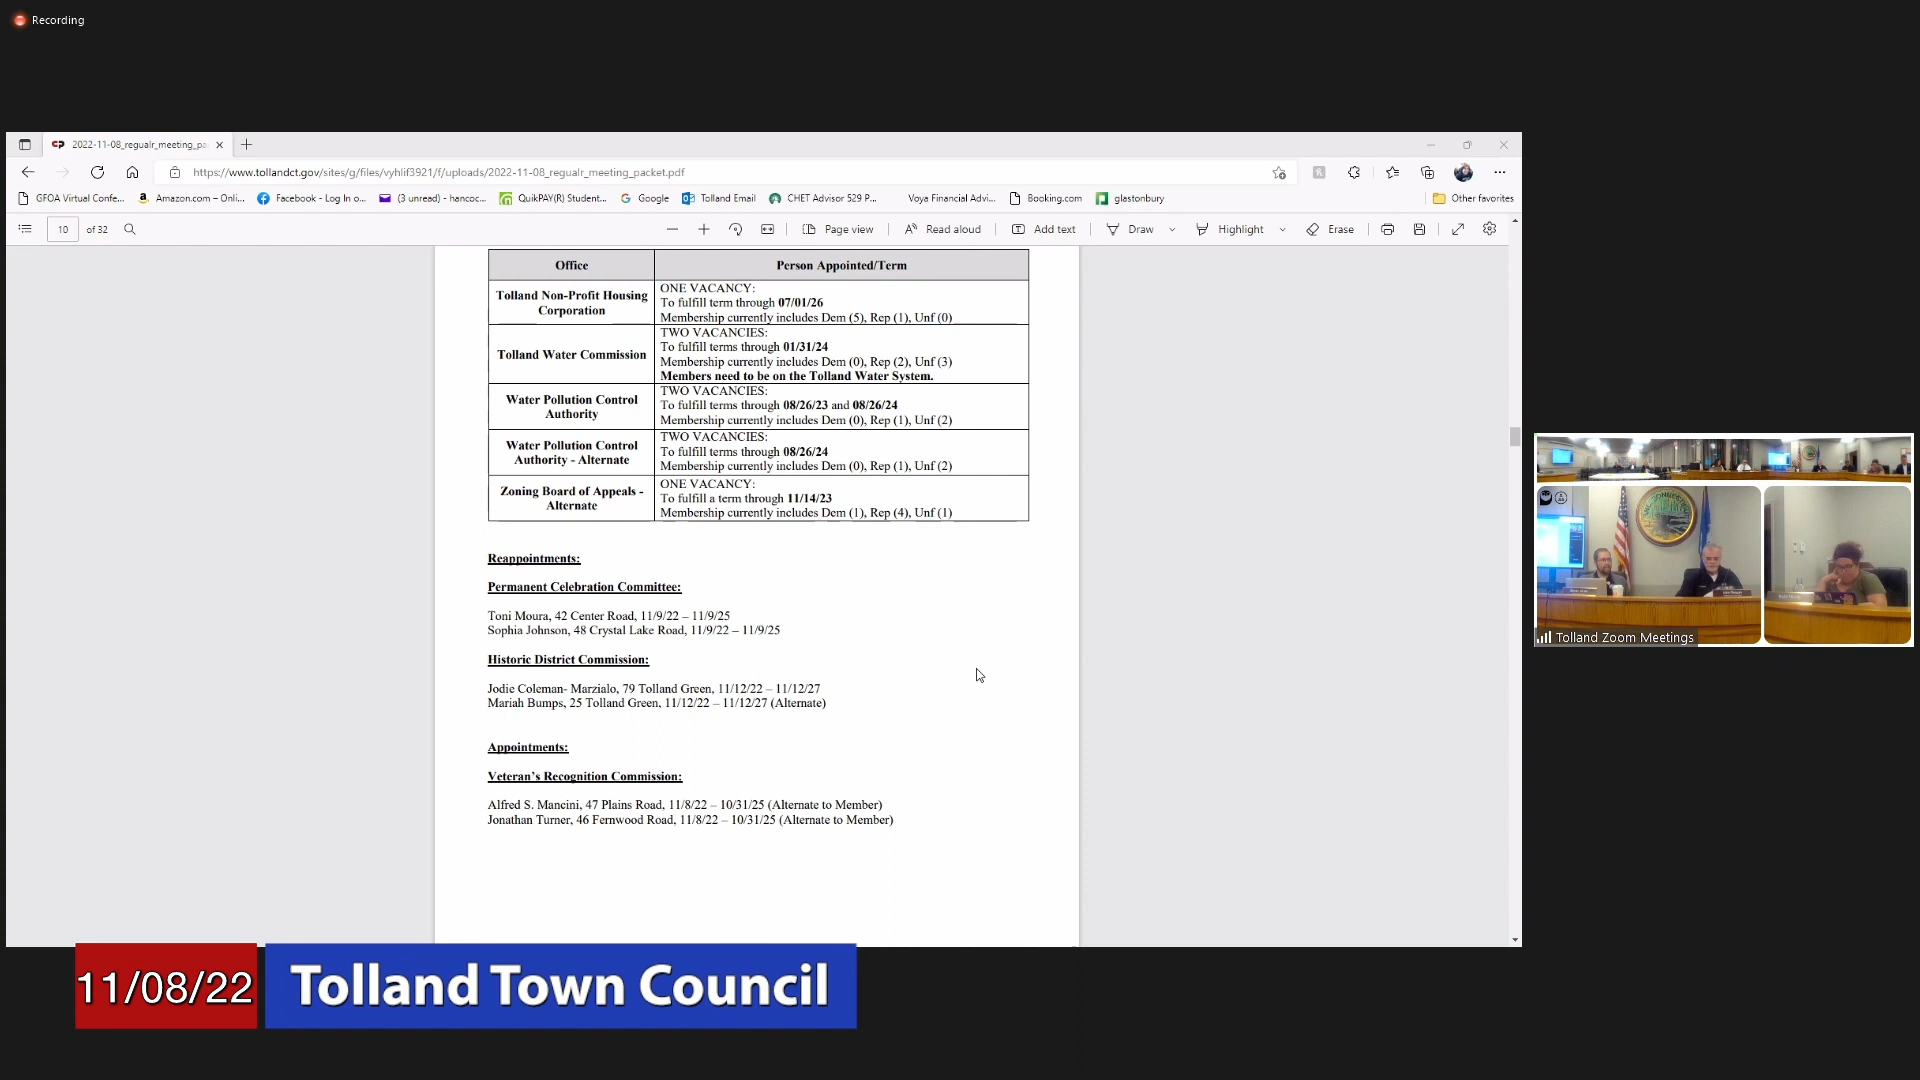 Recording
2022-11-08_regualr_meeting_pa
https://www.tollandct.gov/sites/g/files/vyhlif3921/f/uploads/2022-11-08_regualr_meeting_packet.pdf
GFOA Virtual Confe... Amazon.com – Onli... Facebook - Log In o... (3 unread) - hancoc... QuikPAY(R) Student... Google Tolland Email CHET Advisor 529 P... Voya Financial Advi... Booking.com glastonbury Other favorites
10 of 32 Page view Read aloud Add text Draw Highlight Erase
Office Person Appointed/Term
Tolland Non-Profit Housing
Corporation
ONE VACANCY:
To fulfill term through 07/01/26
Membership currently includes Dem (5), Rep (1), Unf (0)
Tolland Water Commission
TWO VACANCIES:
To fulfill terms through 01/31/24
Membership currently includes Dem (0), Rep (2), Unf (3)
Members need to be on the Tolland Water System.
Water Pollution Control
Authority
TWO VACANCIES:
To fulfill terms through 08/26/23 and 08/26/24
Membership currently includes Dem (0), Rep (1), Unf (2)
Water Pollution Control
Authority - Alternate
TWO VACANCIES:
To fulfill terms through 08/26/24
Membership currently includes Dem (0), Rep (1), Unf (2)
Zoning Board of Appeals -
Alternate
ONE VACANCY:
To fulfill a term through 11/14/23
Membership currently includes Dem (1), Rep (4), Unf (1)
Reappointments:
Permanent Celebration Committee:
Toni Moura, 42 Center Road, 11/9/22 – 11/9/25
Sophia Johnson, 48 Crystal Lake Road, 11/9/22 – 11/9/25
Historic District Commission:
Jodie Coleman- Marzialo, 79 Tolland Green, 11/12/22 – 11/12/27
Mariah Bumps, 25 Tolland Green, 11/12/22 – 11/12/27 (Alternate)
Appointments:
Veteran's Recognition Commission:
Alfred S. Mancini, 47 Plains Road, 11/8/22 – 10/31/25 (Alternate to Member)
Jonathan Turner, 46 Fernwood Road, 11/8/22 – 10/31/25 (Alternate to Member)
Tolland Zoom Meetings
11/08/22 Tolland Town Council